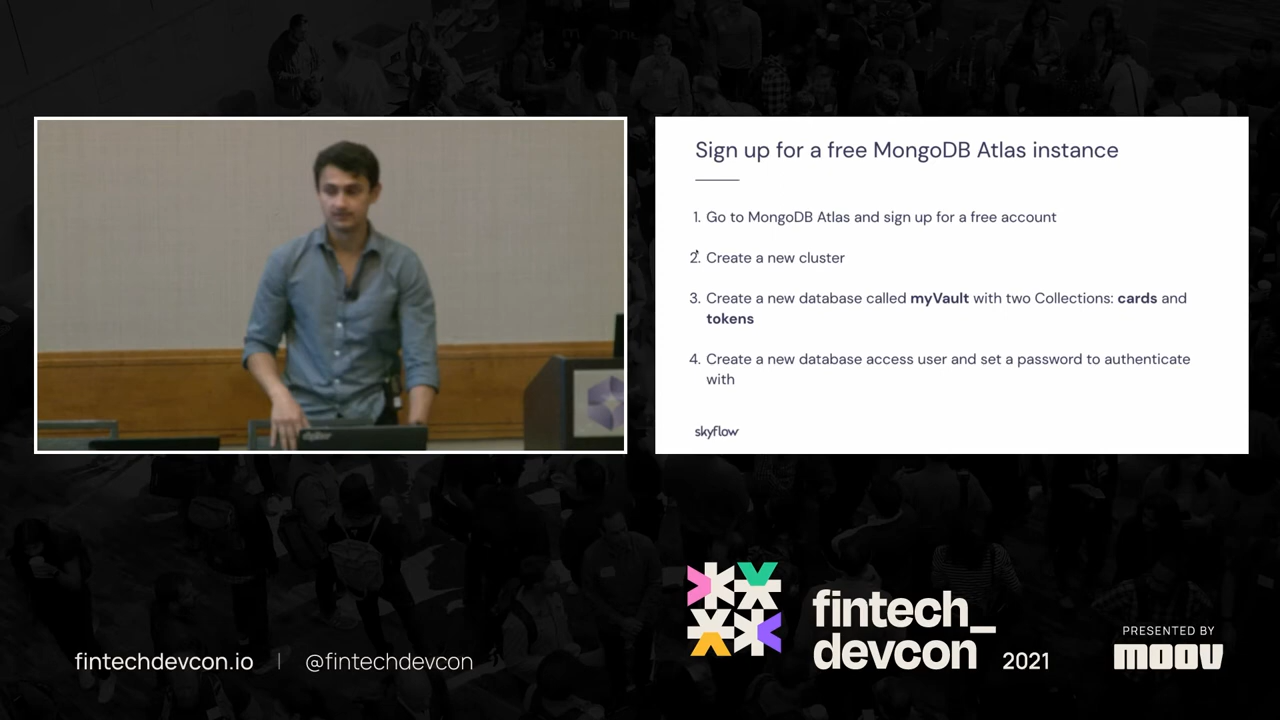 Sign up for a free MongoDB Atlas instance
1. Go to MongoDB Atlas and sign up for a free account
2. Create a new cluster
3. Create a new database called myVault with two Collections: cards and
tokens
4. Create a new database access user and set a password to authenticate
with
skyflow
fintech_
devcon 2021
PRESENTED BY
moov
fintechdevcon.io | @fintechdevcon